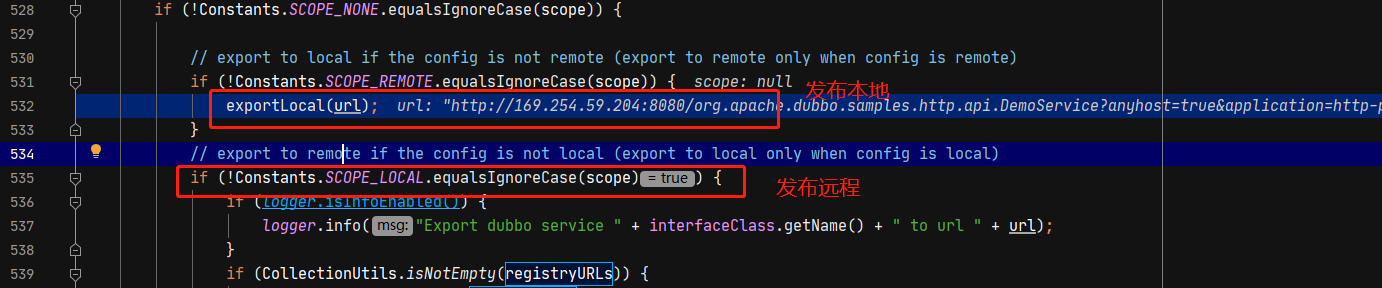 528 if (!Constants.SCOPE_NONE.equalsIgnoreCase(scope)) {
529
530 // export to local if the config is not remote (export to remote only when config is remote)
531 if (!Constants.SCOPE_REMOTE.equalsIgnoreCase(scope)) { scope: null
发布本地
532 exportLocal(url); url: "http://169.254.59.204:8080/org.apache.dubbo.samples.http.api.DemoService?anyhost=true&application=http-p
533 }
534 // export to remote if the config is not local (export to local only when config is local)
535 if (!Constants.SCOPE_LOCAL.equalsIgnoreCase(scope) = true ) {
发布远程
536 if (logger.isInfoEnabled()) {
537 logger.info( msg: "Export dubbo service " + interfaceClass.getName() + " to url " + url);
538 }
539 if (CollectionUtils.isNotEmpty(registryURLs)) {